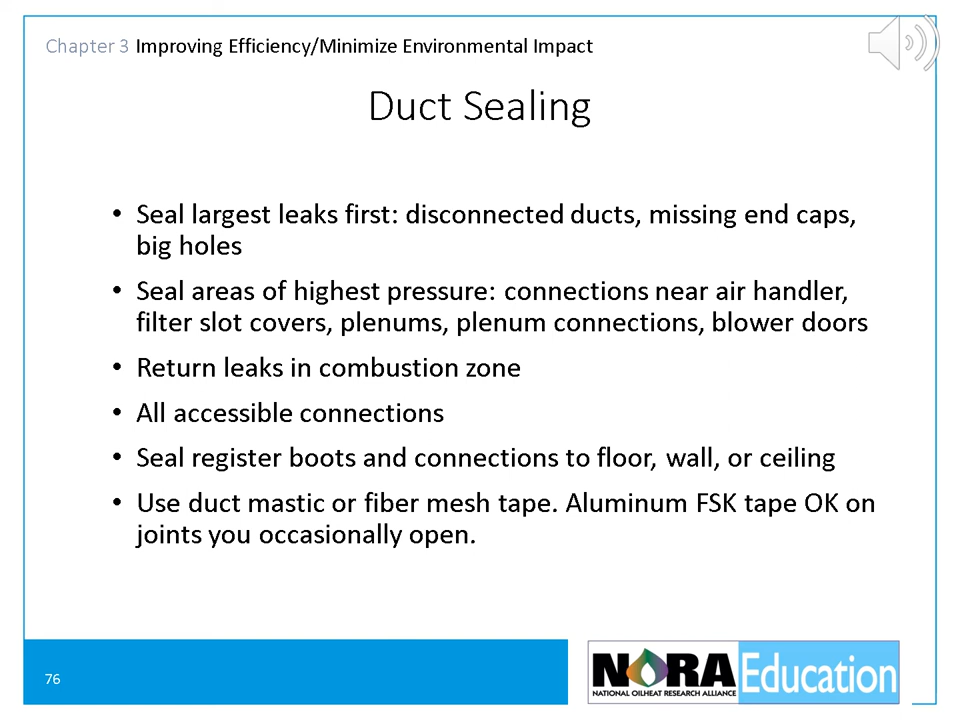 Chapter 3 Improving Efficiency/Minimize Environmental Impact
Duct Sealing
• Seal largest leaks first: disconnected ducts, missing end caps,
big holes
• Seal areas of highest pressure: connections near air handler,
filter slot covers, plenums, plenum connections, blower doors
• Return leaks in combustion zone
• All accessible connections
• Seal register boots and connections to floor, wall, or ceiling
• Use duct mastic or fiber mesh tape. Aluminum FSK tape OK on
joints you occasionally open.
76
NORA Education
NATIONAL OILHEAT RESEARCH ALLIANCE